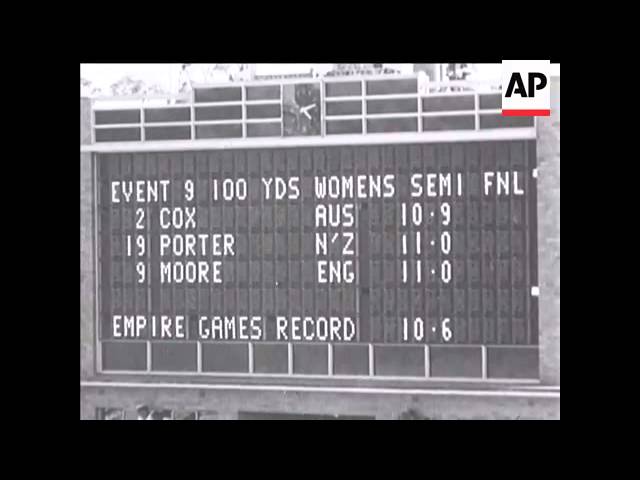 AP
EVENT 9 100 YDS WOMENS SEMI FNL
2 COX AUS 10·9
19 PORTER N'Z 11·0
9 MOORE ENG 11·0
EMPIRE GAMES RECORD 10·6